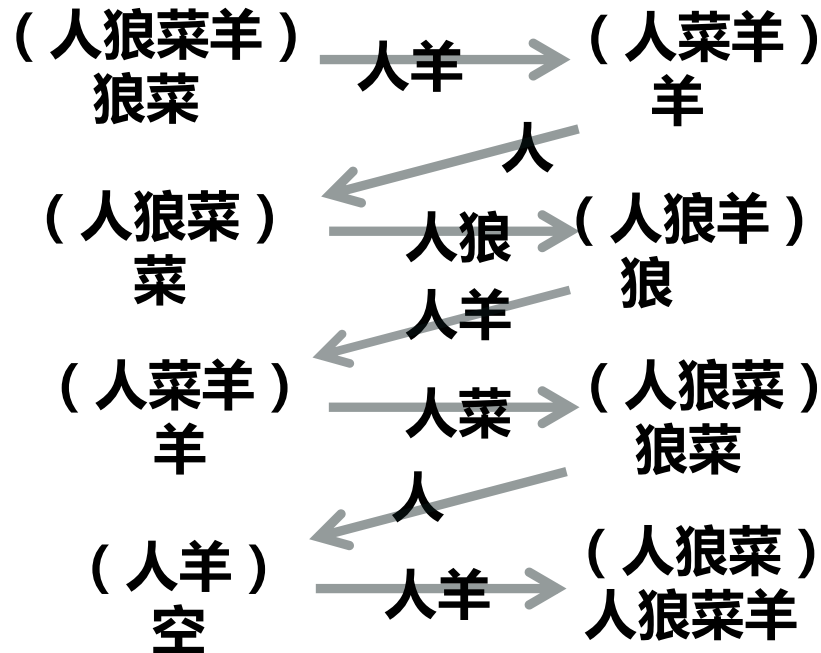 （人狼菜羊）
狼菜
人羊
（人菜羊）
羊
人
（人狼菜）
菜
人狼
（人狼羊）
狼
人羊
（人菜羊）
羊
人菜
（人狼菜）
狼菜
人
（人羊）
空
人羊
（人狼菜）
人狼菜羊